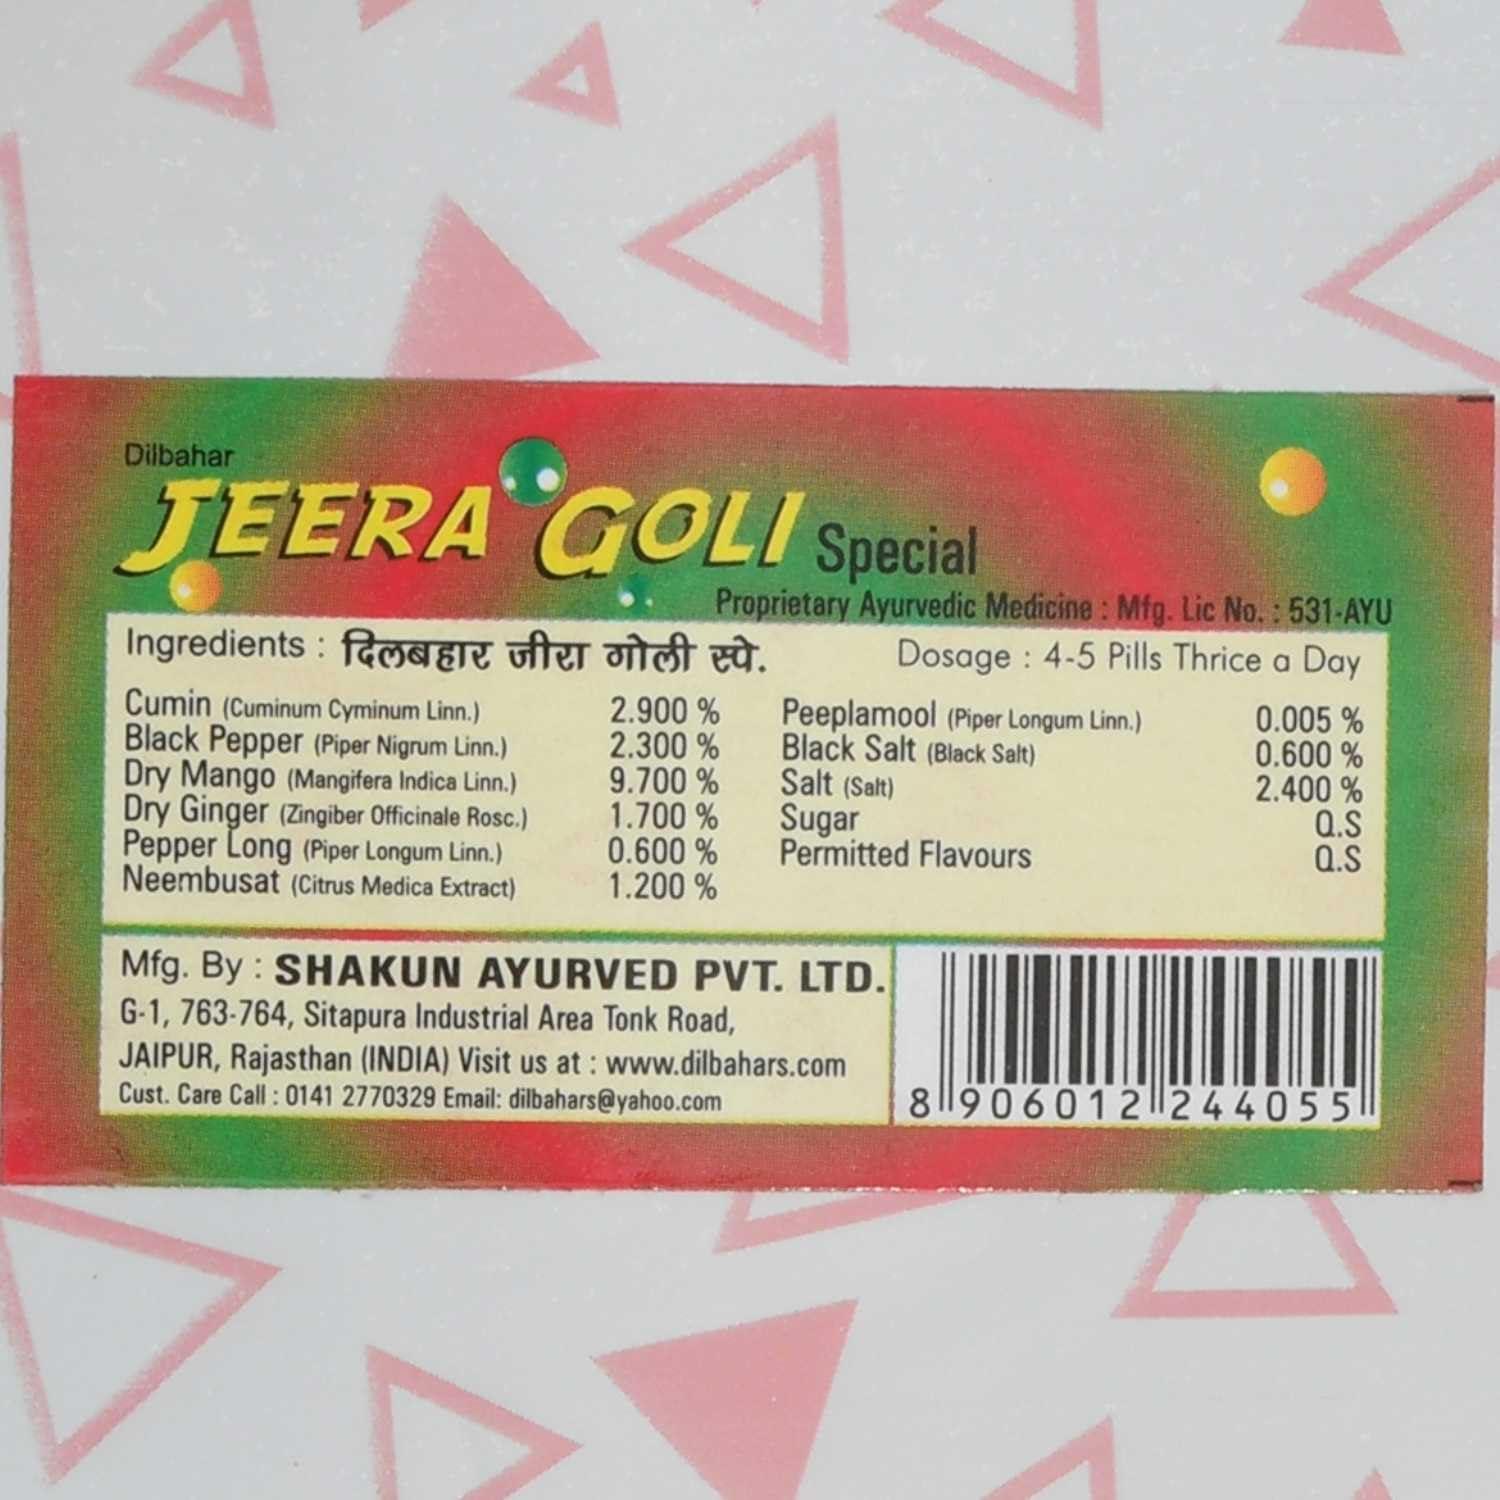 Dilbahar
JEERA GOLI Special
Proprietary Ayurvedic Medicine : Mfg. Lic No. : 531-AYU
Ingredients : दिलबहार जीरा गोली स्पे.
Dosage : 4-5 Pills Thrice a Day
Cumin (Cuminum Cyminum Linn.) 2.900 %
Black Pepper (Piper Nigrum Linn.) 2.300 %
Dry Mango (Mangifera Indica Linn.) 9.700 %
Dry Ginger (Zingiber Officinale Rosc.) 1.700 %
Pepper Long (Piper Longum Linn.) 0.600 %
Neembusat (Citrus Medica Extract) 1.200 %
Peeplamool (Piper Longum Linn.) 0.005 %
Black Salt (Black Salt) 0.600 %
Salt (Salt) 2.400 %
Sugar Q.S
Permitted Flavours Q.S
Mfg. By : SHAKUN AYURVED PVT. LTD.
G-1, 763-764, Sitapura Industrial Area Tonk Road,
JAIPUR, Rajasthan (INDIA) Visit us at : www.dilbahars.com
Cust. Care Call : 0141 2770329 Email: dilbahars@yahoo.com
8 906012 244055